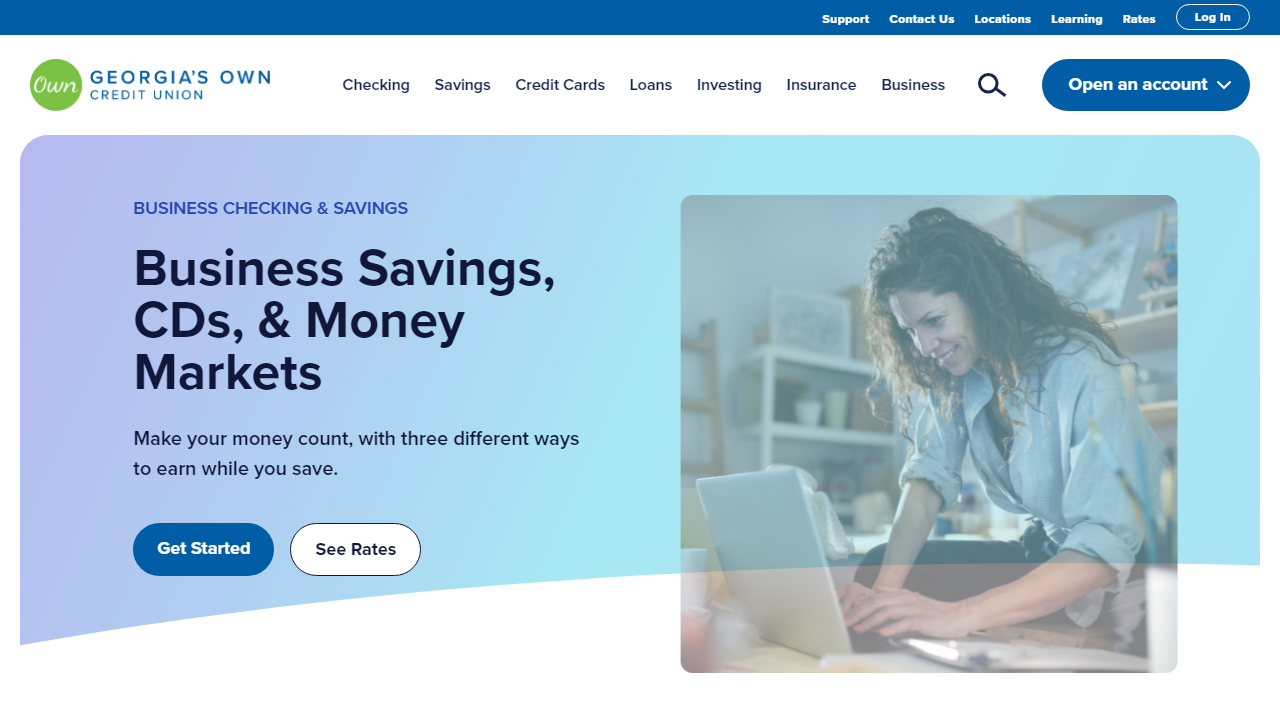 Support Contact Us Locations Learning Rates Log In
Own GEORGIA'S OWN
CREDIT UNION
Checking Savings Credit Cards Loans Investing Insurance Business
Open an account
BUSINESS CHECKING & SAVINGS
Business Savings,
CDs, & Money
Markets
Make your money count, with three different ways
to earn while you save.
Get Started
See Rates